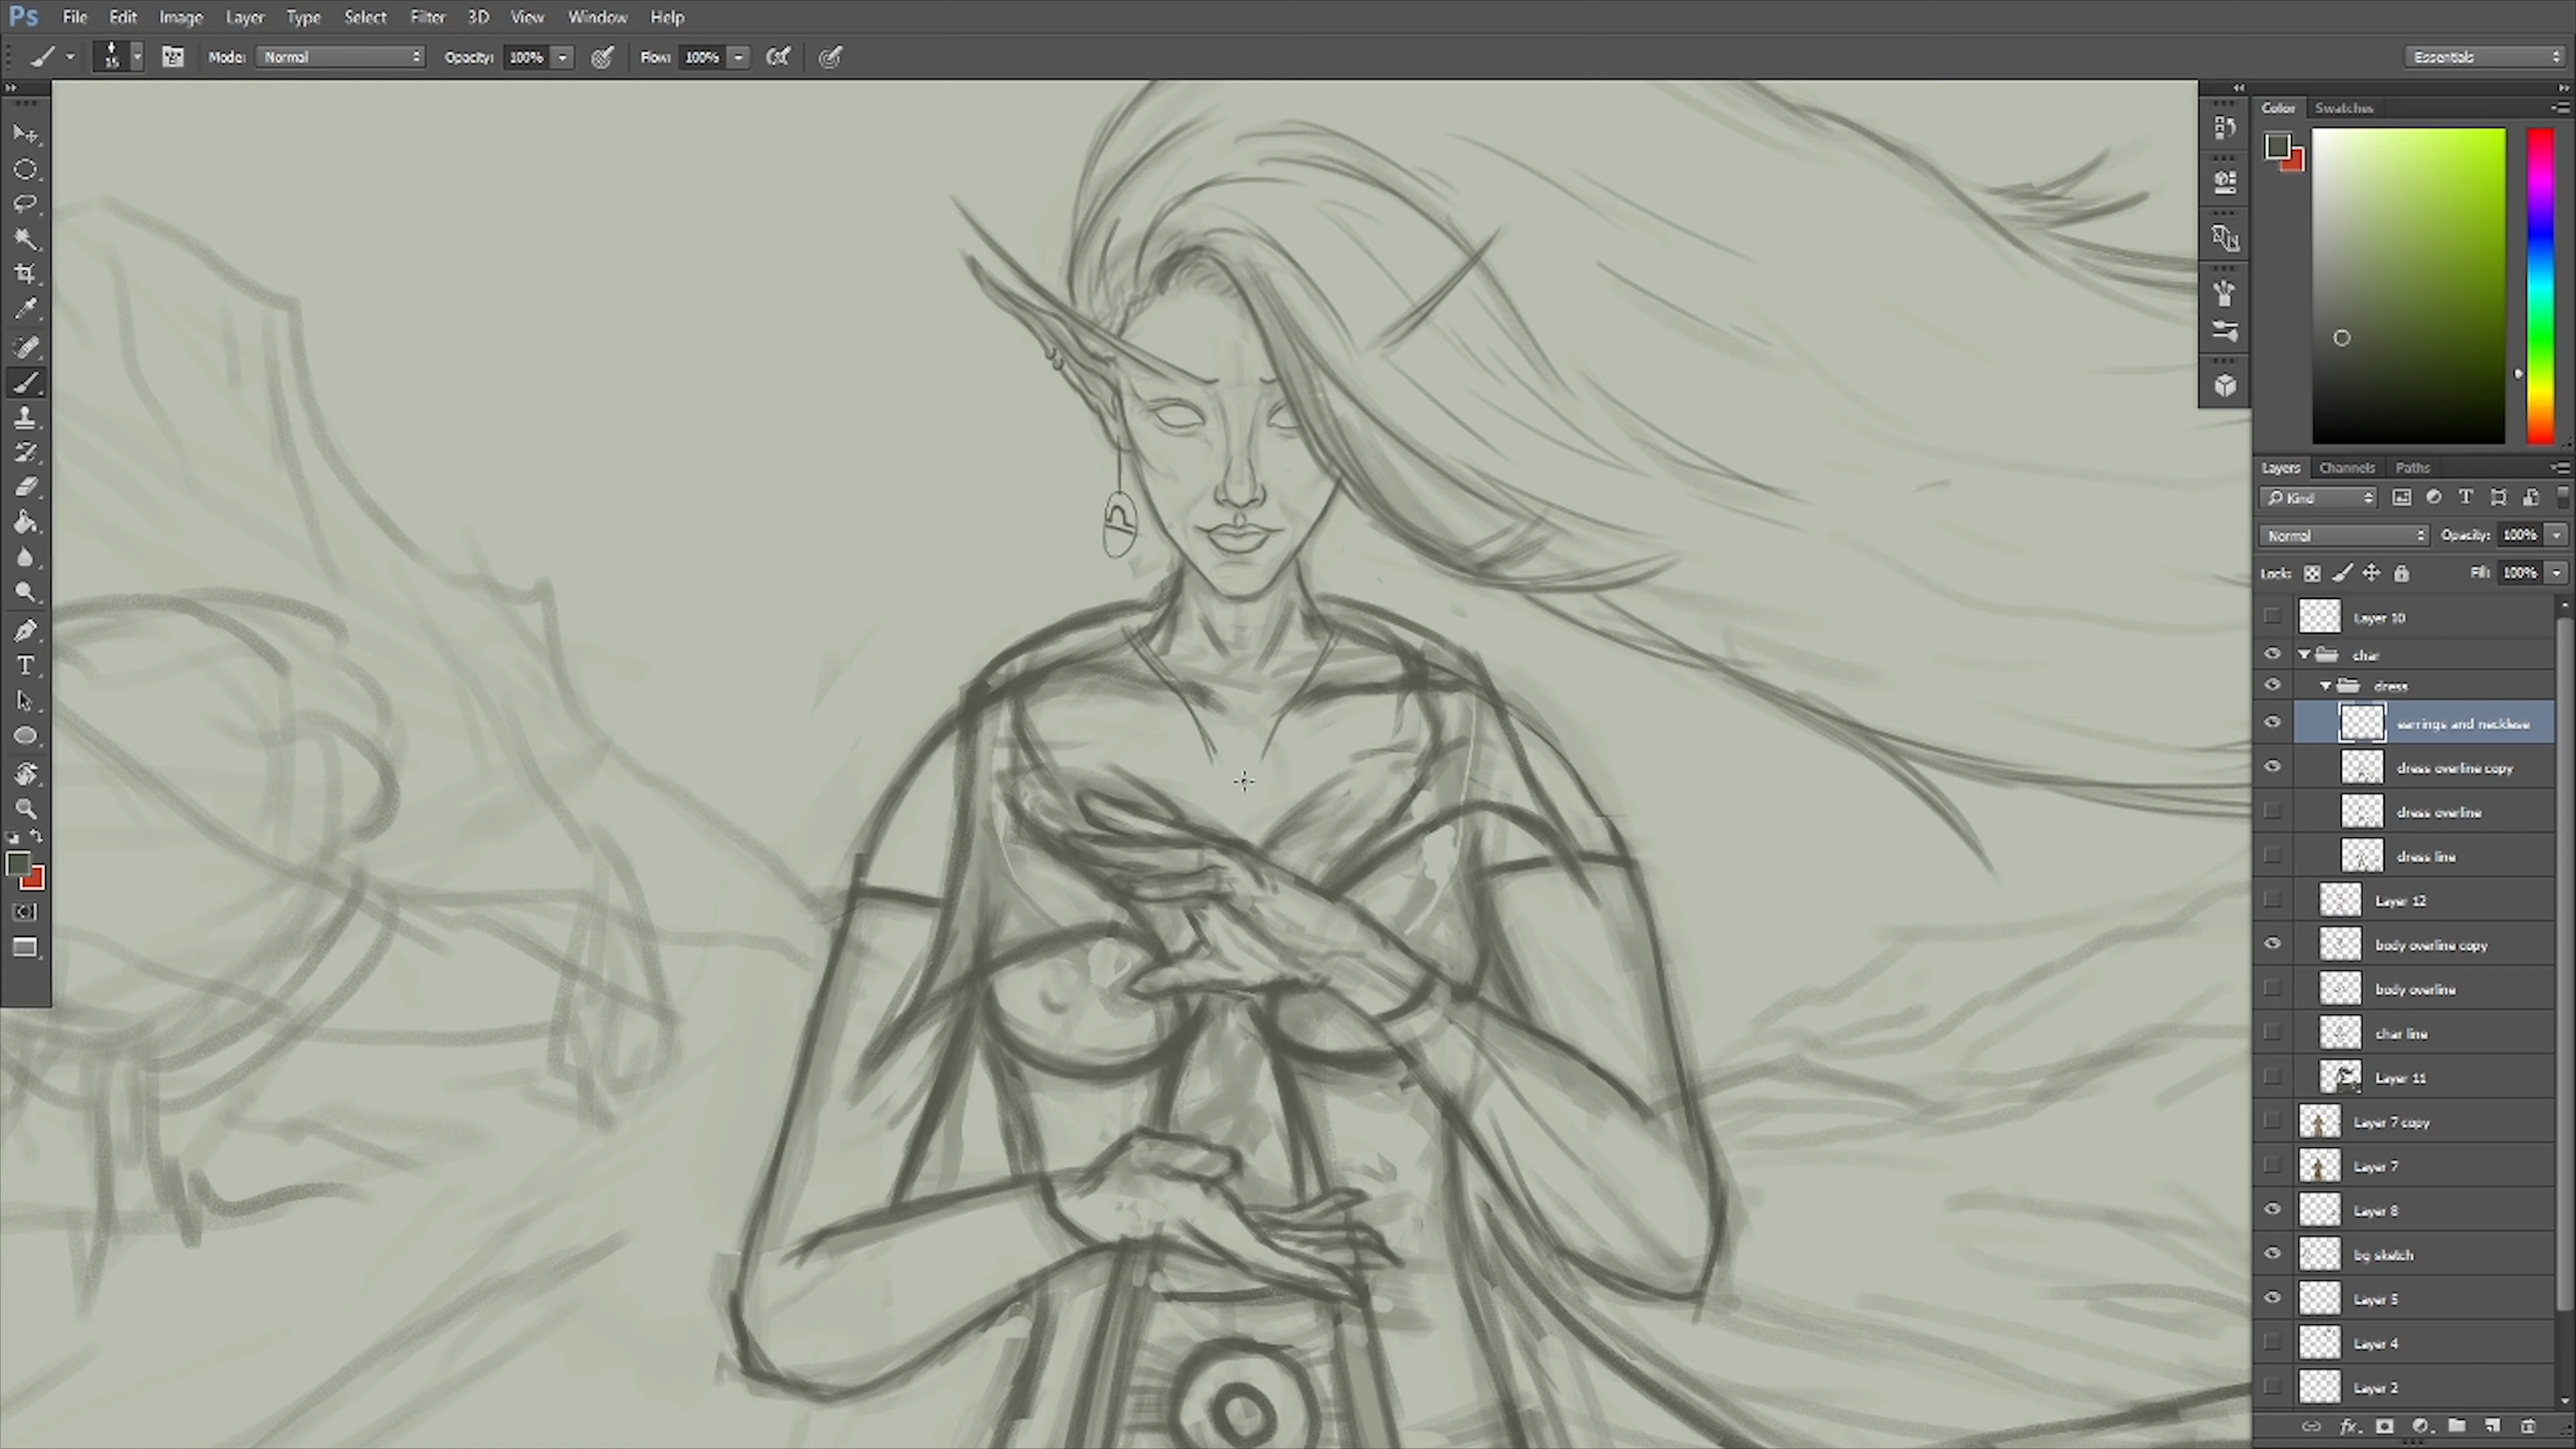 Ps File Edit Image Layer Type Select Filter 3D View Window Help
15 Mode: Normal Opacity: 100% Flow: 100% Essentials
Color Swatches
Layers Channels Paths
Kind
Normal Opacity: 100%
Lock: Fill: 100%
Layer 10
char
dress
earrings and necklase
dress overline copy
dress overline
dress line
Layer 12
body overline copy
body overline
char line
Layer 11
Layer 7 copy
Layer 7
Layer 8
bg sketch
Layer 5
Layer 4
Layer 2